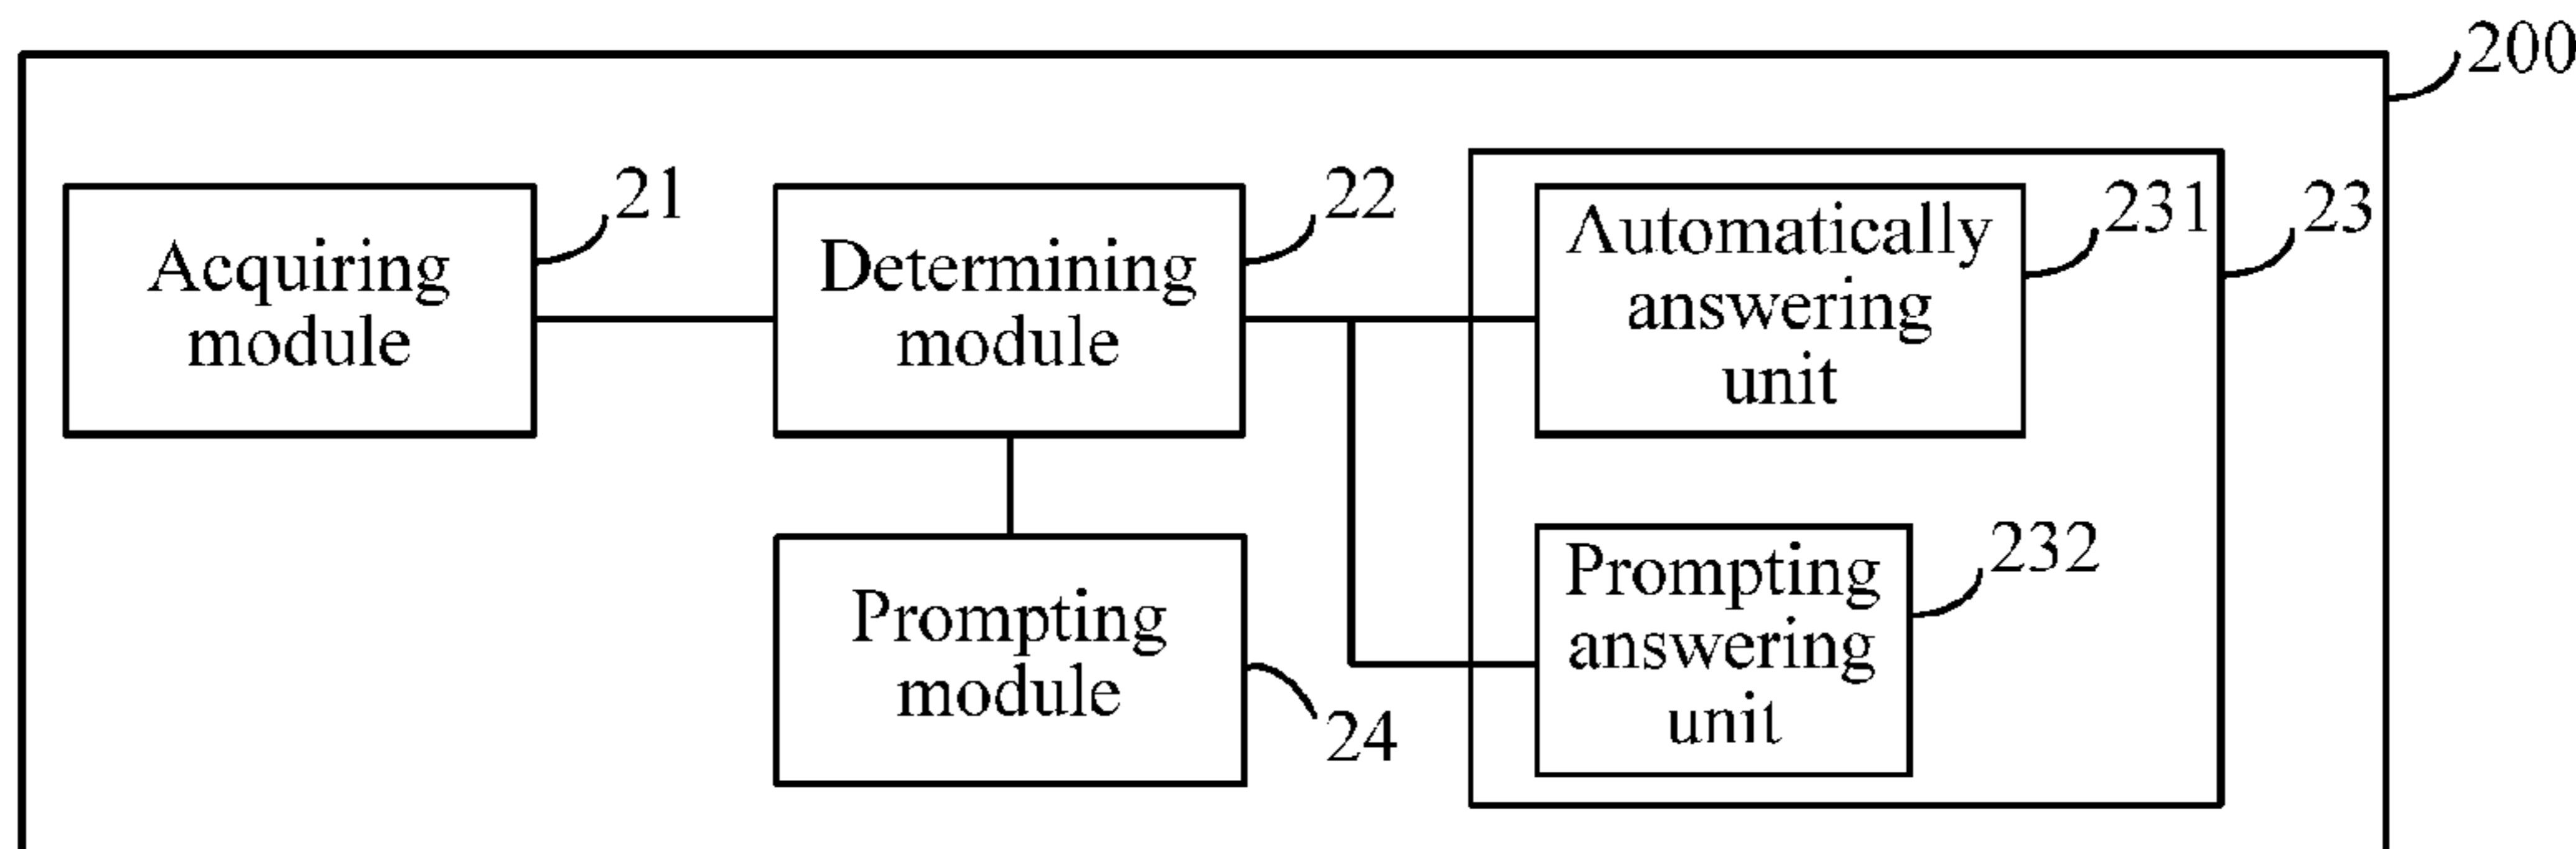 200
21
Acquiring
module
22
Determining
module
231
Automatically
answering
unit
23
Prompting
module
24
232
Prompting
answering
unit